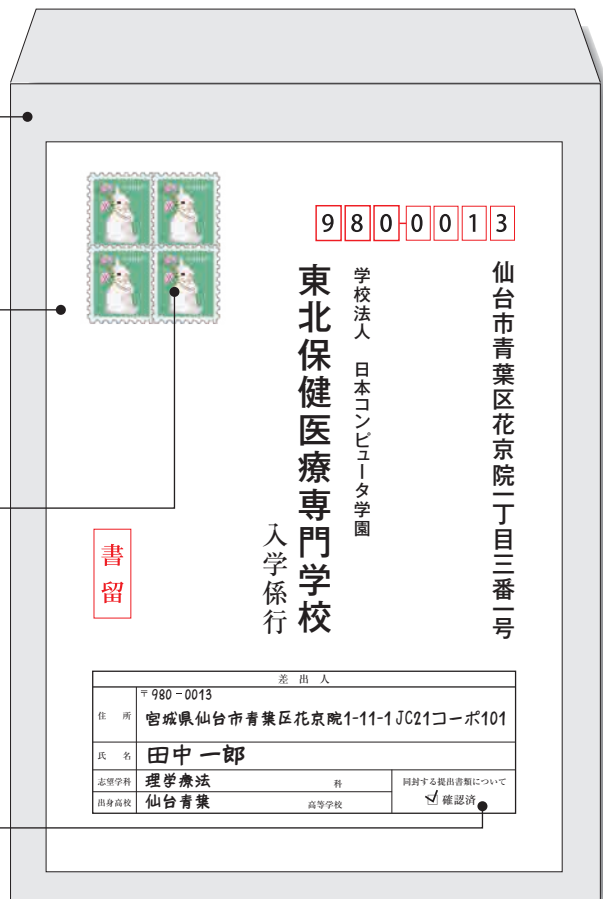 980-0013
仙台市青葉区花京院一丁目三番一号
学校法人 日本コンピュータ学園
東北保健医療専門学校
入学係行
書留
差出人
住所 〒980-0013
宮城県仙台市青葉区花京院1-11-1 JC21コーポ101
氏名 田中一郎
志望学科 理学療法 科
出身高校 仙台青葉 高等学校
同封する提出書類について
確認済